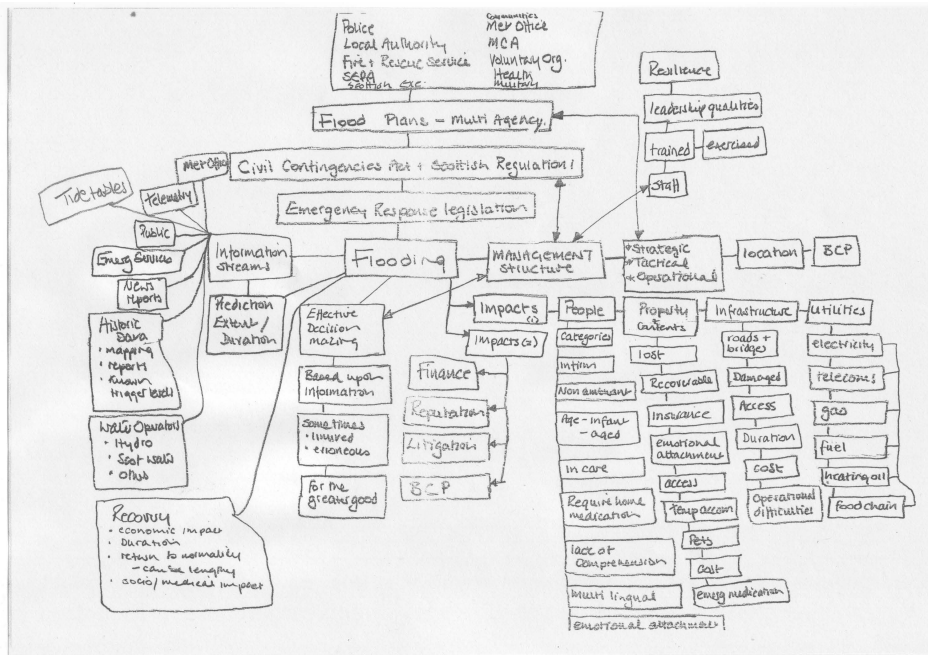 Police
Local Authority
Fire + Rescue Service
SEPA
Scottish Exe.
Communities
Met Office
MCA
Voluntary Org.
Health
Military
Flood Plans - Multi Agency.
Civil Contingencies Act + Scottish Regulation
Emergency Response legislation
Flooding
MANAGEMENT
Structure
* Strategic
* Tactical
* Operational
location
BCP
Resilience
leadership qualities
trained
exercised
Staff
Met Office
Tide tables
telemetry
Public
Emerg Services
News
reports
Information
streams
Prediction
Extent /
Duration
Historic
Data
• mapping
• reports
• known
trigger levels
Water Operators
• Hydro
• Scot Water
• Others
Recovery
• economic impact
• Duration
• return to normality
- can be lengthy
• socio/medical impact
Effective
Decision
making
Based upon
information
sometimes
• limited
• erroneous
for the
greater good
Impacts (1)
Impacts (2)
Finance
Reputation
Litigation
BCP
People
Categories
Infirm
Non ambulant
Age - infant
- aged
In care
Require home
medication
lack of
comprehension
Multi lingual
emotional attachment
Property
Contents
lost
Recoverable
Insurance
emotional
attachment
access
Temp accom
Pets
Cost
emerg medication
Infrastructure
roads +
bridges
Damaged
Access
Duration
cost
Operational
difficulties
utilities
electricity
telecoms
gas
fuel
heating oil
food chain